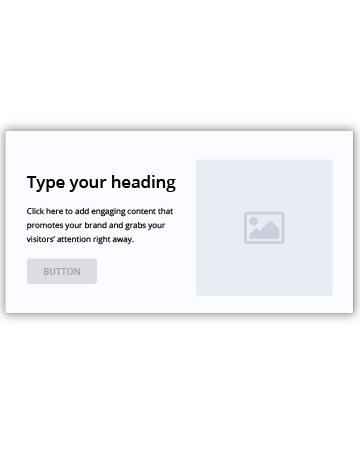 Type your heading
Click here to add engaging content that
promotes your brand and grabs your
visitors' attention right away.
BUTTON